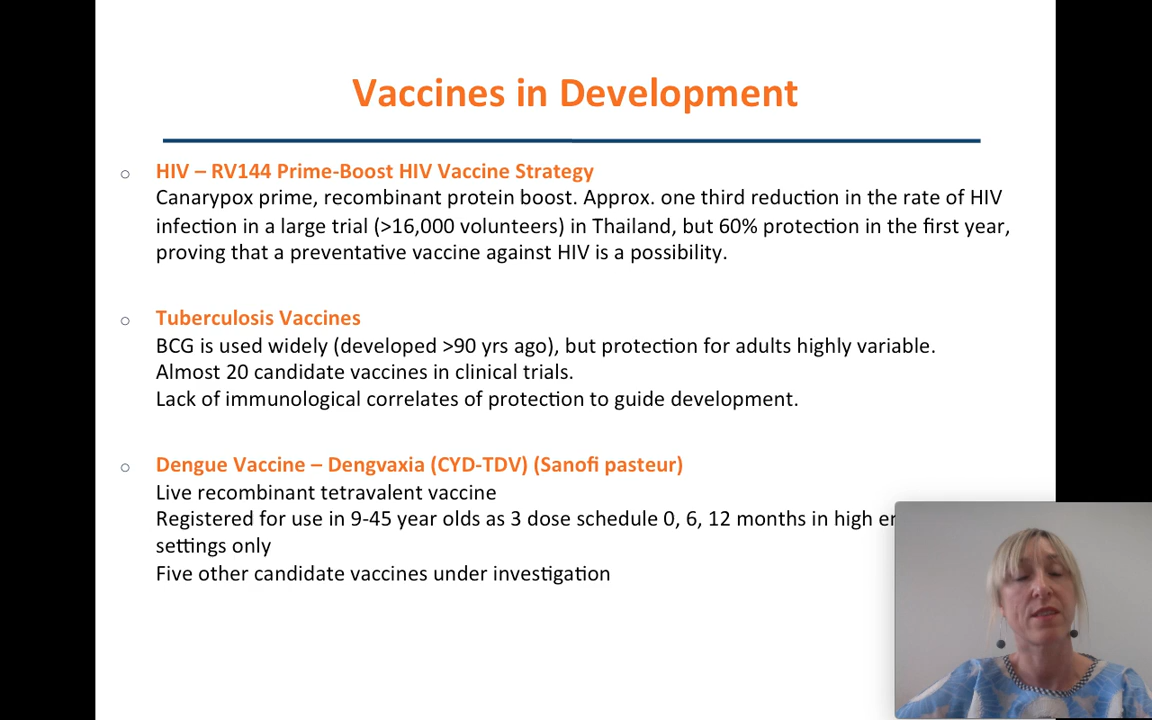 Vaccines in Development
○ HIV – RV144 Prime-Boost HIV Vaccine Strategy
Canarypox prime, recombinant protein boost. Approx. one third reduction in the rate of HIV
infection in a large trial (>16,000 volunteers) in Thailand, but 60% protection in the first year,
proving that a preventative vaccine against HIV is a possibility.
○ Tuberculosis Vaccines
BCG is used widely (developed >90 yrs ago), but protection for adults highly variable.
Almost 20 candidate vaccines in clinical trials.
Lack of immunological correlates of protection to guide development.
○ Dengue Vaccine – Dengvaxia (CYD-TDV) (Sanofi pasteur)
Live recombinant tetravalent vaccine
Registered for use in 9-45 year olds as 3 dose schedule 0, 6, 12 months in high
settings only
Five other candidate vaccines under investigation